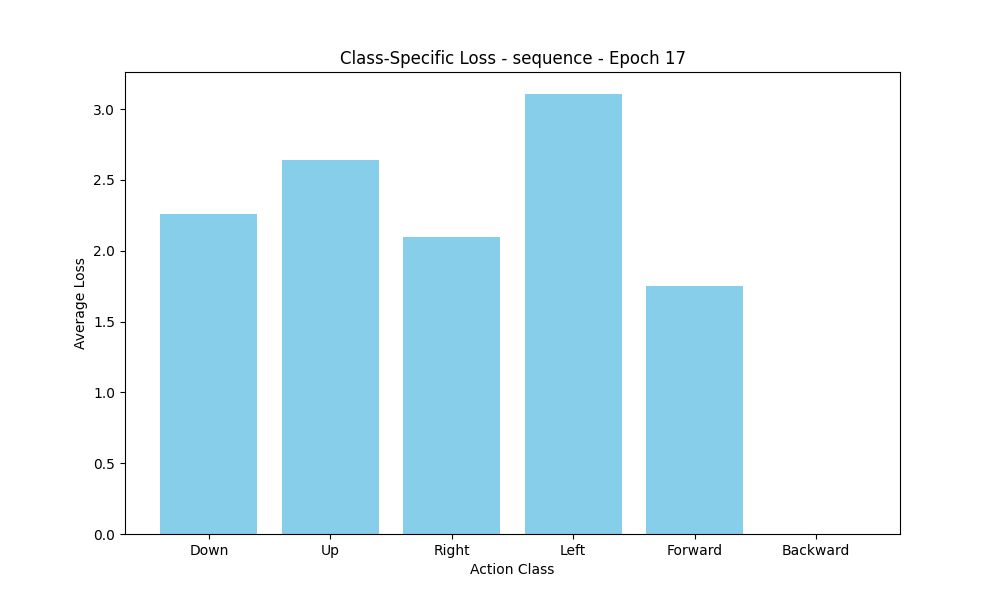 Class-Specific Loss - sequence - Epoch 17
3.0
2.5
2.0
1.5
1.0
0.5
0.0
Average Loss
Down Up Right Left Forward Backward
Action Class